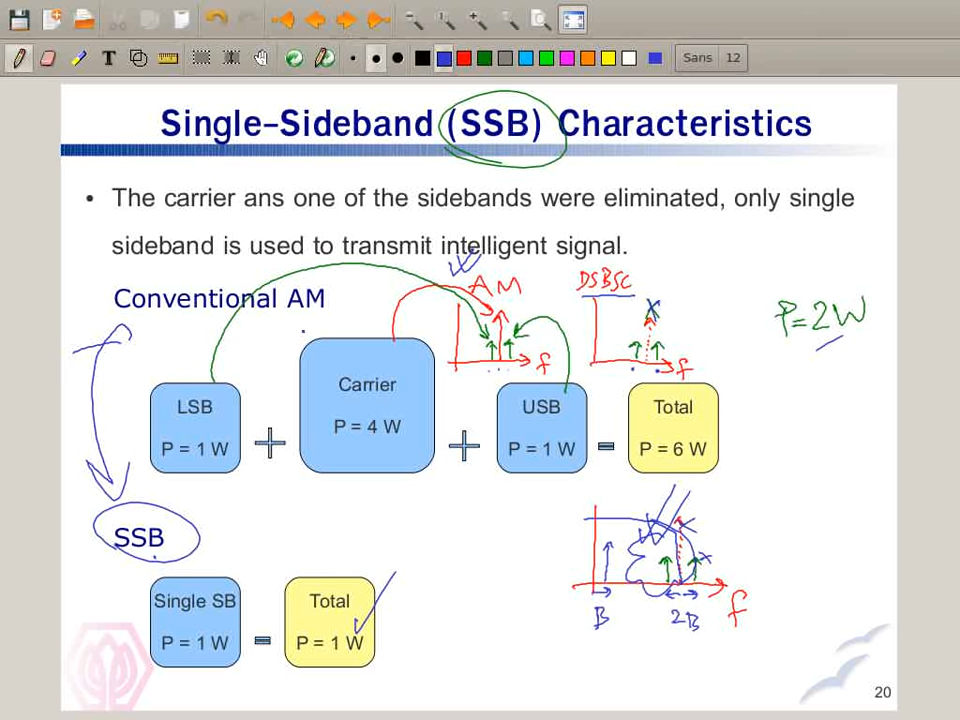 Sans 12
Single-Sideband (SSB) Characteristics
• The carrier ans one of the sidebands were eliminated, only single
sideband is used to transmit intelligent signal.
Conventional AM
AM
f
DSBSC
f
P=2W
LSB
P = 1 W
+
Carrier
P = 4 W
+
USB
P = 1 W
=
Total
P = 6 W
SSB
Single SB
P = 1 W
=
Total
P = 1 W
B
2B
f
20